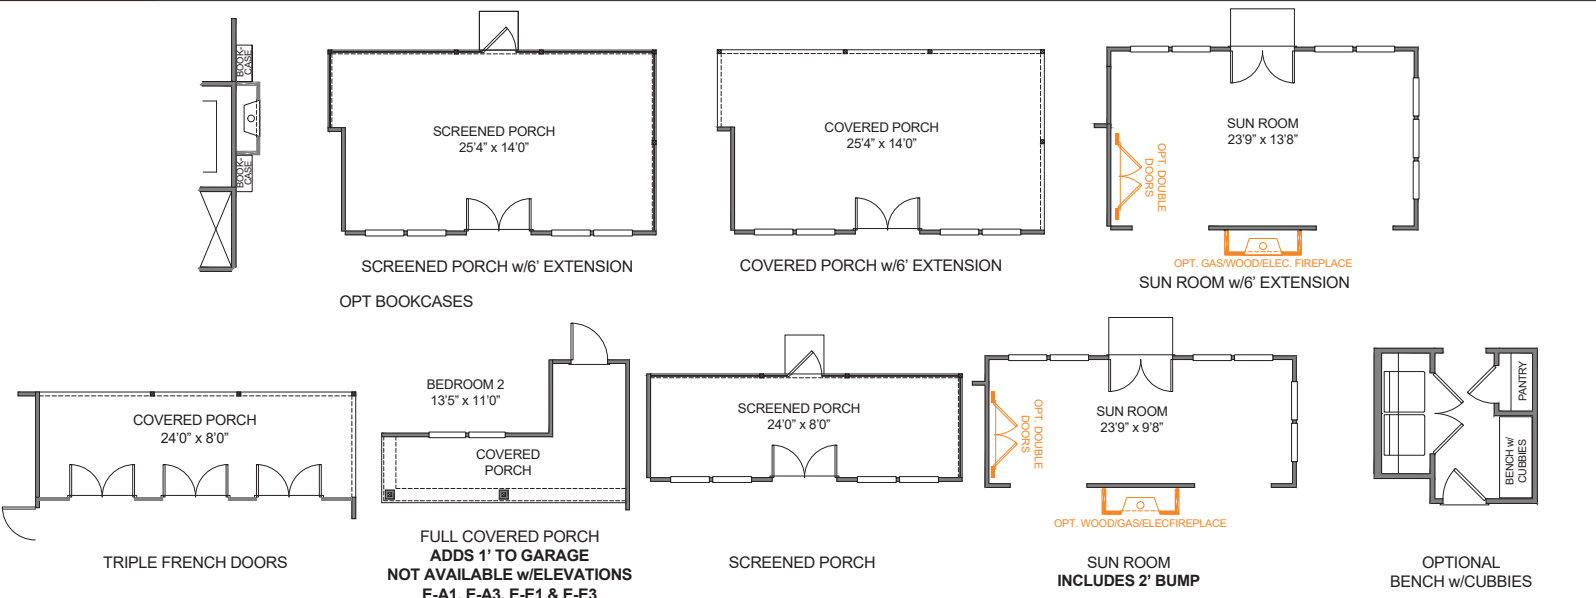 BOOK-
CASE
BOOK-
CASE
OPT BOOKCASES
SCREENED PORCH
25'4" x 14'0"
SCREENED PORCH w/6' EXTENSION
COVERED PORCH
25'4" x 14'0"
COVERED PORCH w/6' EXTENSION
SUN ROOM
23'9" x 13'8"
OPT. DOUBLE
DOORS
OPT. GAS/WOOD/ELEC. FIREPLACE
SUN ROOM w/6' EXTENSION
COVERED PORCH
24'0" x 8'0"
TRIPLE FRENCH DOORS
BEDROOM 2
13'5" x 11'0"
COVERED
PORCH
FULL COVERED PORCH
ADDS 1' TO GARAGE
NOT AVAILABLE w/ELEVATIONS
SCREENED PORCH
24'0" x 8'0"
SCREENED PORCH
SUN ROOM
23'9" x 9'8"
OPT. DOUBLE
DOORS
OPT. WOOD/GAS/ELECFIREPLACE
SUN ROOM
INCLUDES 2' BUMP
PANTRY
BENCH w/
CUBBIES
OPTIONAL
BENCH w/CUBBIES